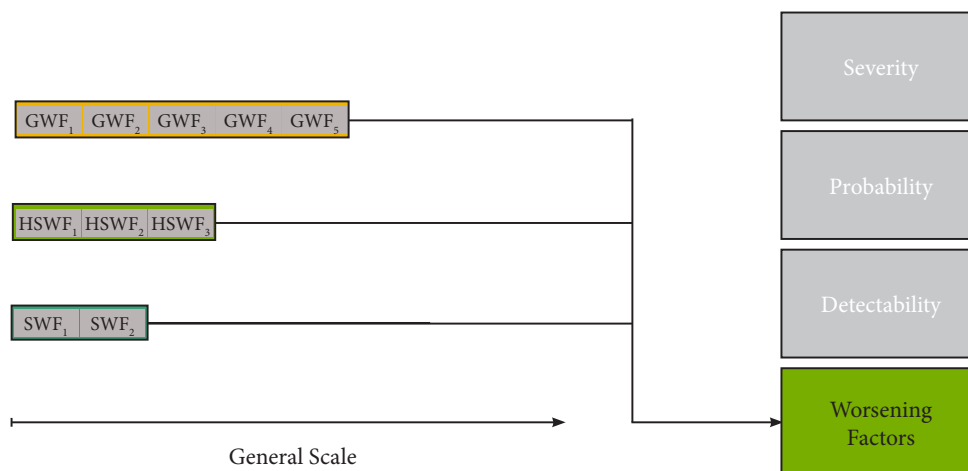 Severity
GWF₁ GWF₂ GWF₃ GWF₄ GWF₅
Probability
HSWF₁ HSWF₂ HSWF₃
Detectability
SWF₁ SWF₂
Worsening
Factors
General Scale